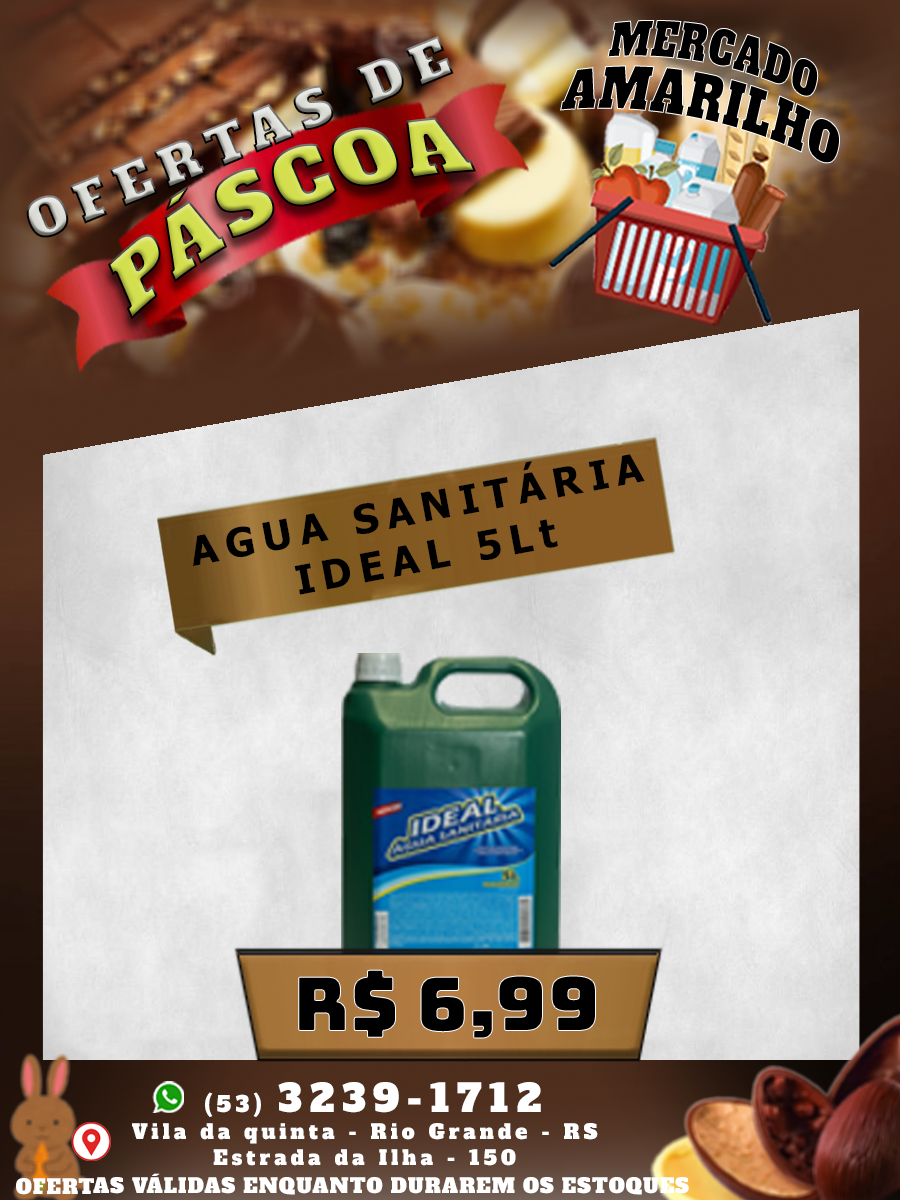 OFERTAS DE
PÁSCOA
MERCADO
AMARILHO
AGUA SANITÁRIA
IDEAL 5Lt
IDEAL
AGUA SANITÁRIA
R$ 6,99
(53) 3239-1712
Vila da quinta - Rio Grande - RS
Estrada da Ilha - 150
OFERTAS VÁLIDAS ENQUANTO DURAREM OS ESTOQUES